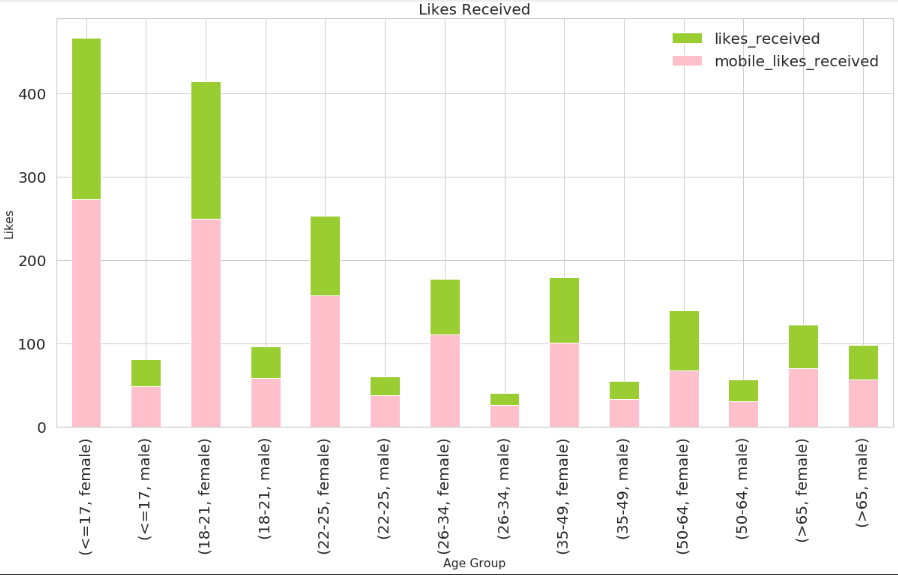 Likes Received
likes_received
mobile_likes_received
400
300
200
100
0
Likes
(<=17, female)
(<=17, male)
(18-21, female)
(18-21, male)
(22-25, female)
(22-25, male)
(26-34, female)
(26-34, male)
(35-49, female)
(35-49, male)
(50-64, female)
(50-64, male)
(>65, female)
(>65, male)
Age Group